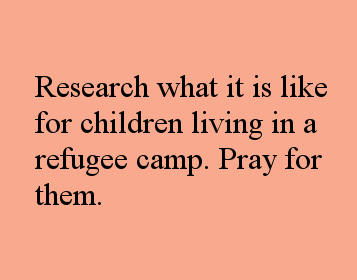 Research what it is like
for children living in a
refugee camp. Pray for
them.